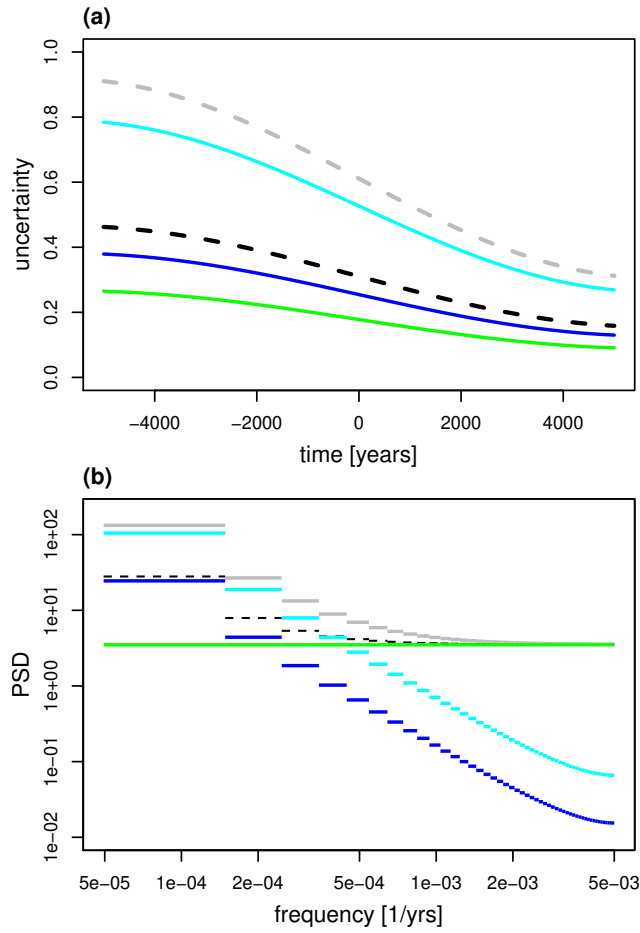 (a)
1.0
0.8
0.6
0.4
0.2
0.0
uncertainty
−4000 −2000 0 2000 4000
time [years]
(b)
1e+02
1e+01
1e+00
1e−01
1e−02
PSD
5e−05 1e−04 2e−04 5e−04 1e−03 2e−03 5e−03
frequency [1/yrs]